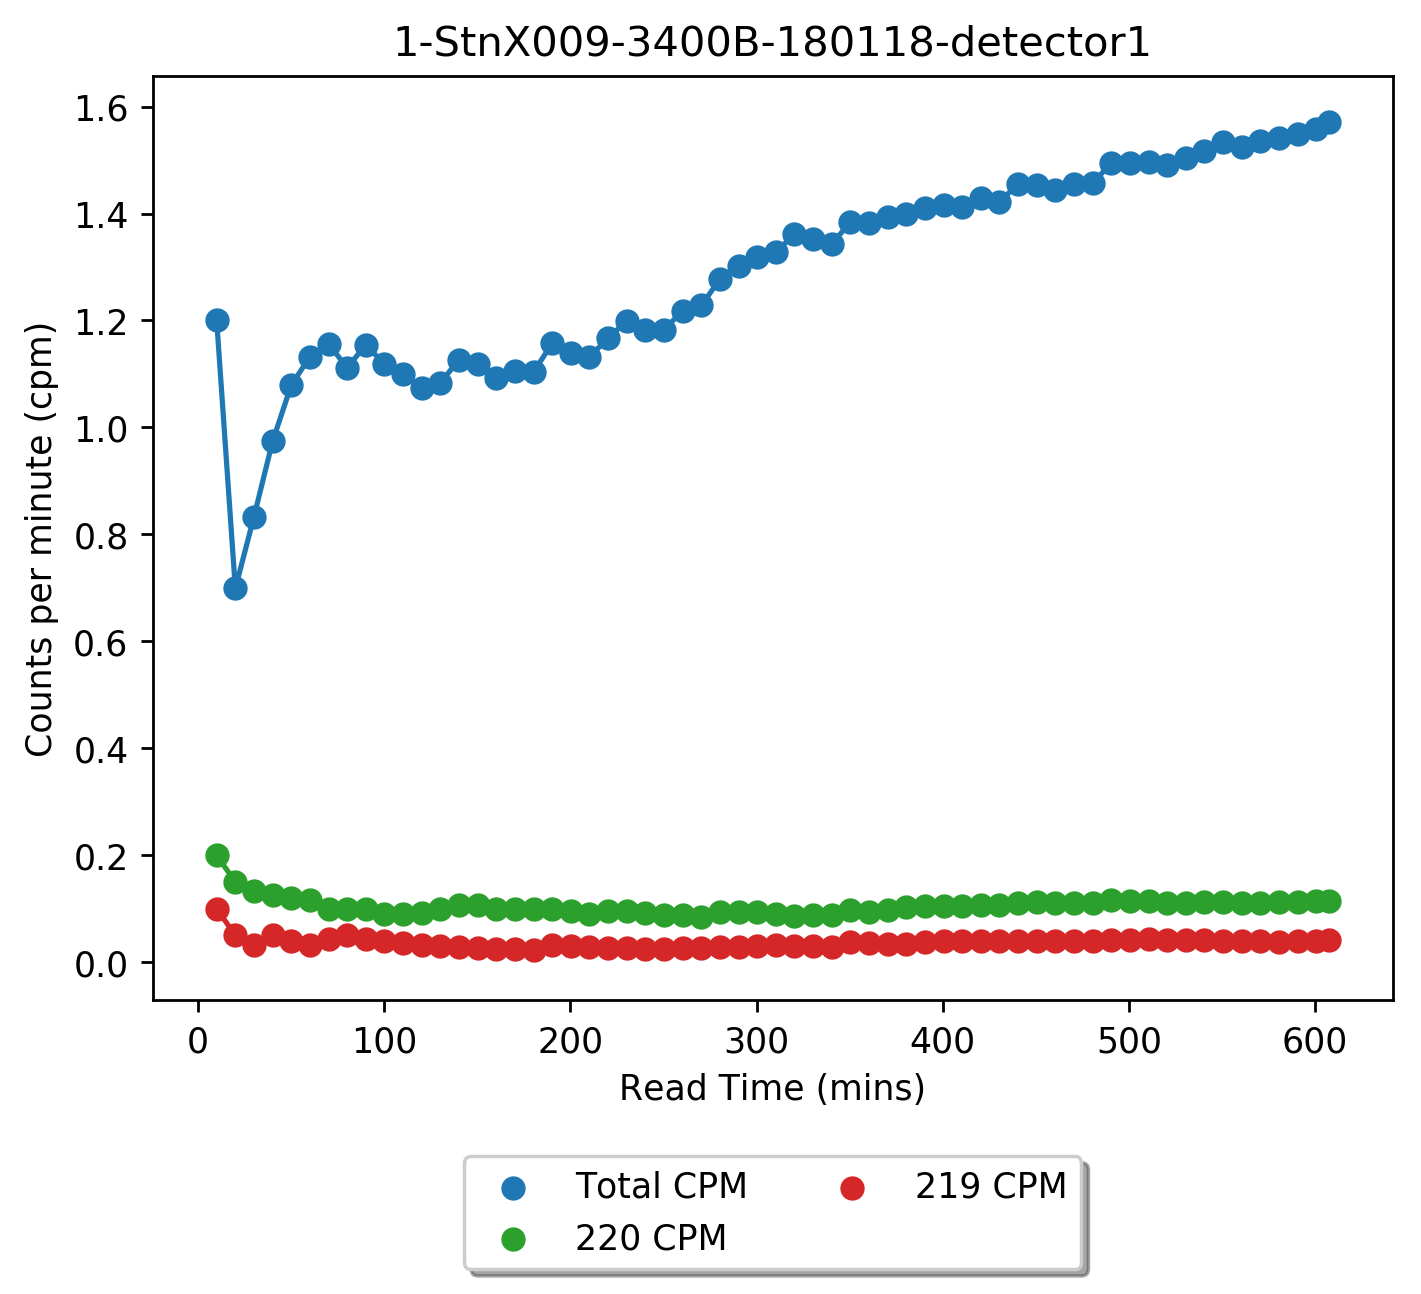 1-StnX009-3400B-180118-detector1
Counts per minute (cpm)
1.6
1.4
1.2
1.0
0.8
0.6
0.4
0.2
0.0
0 100 200 300 400 500 600
Read Time (mins)
Total CPM 219 CPM
220 CPM